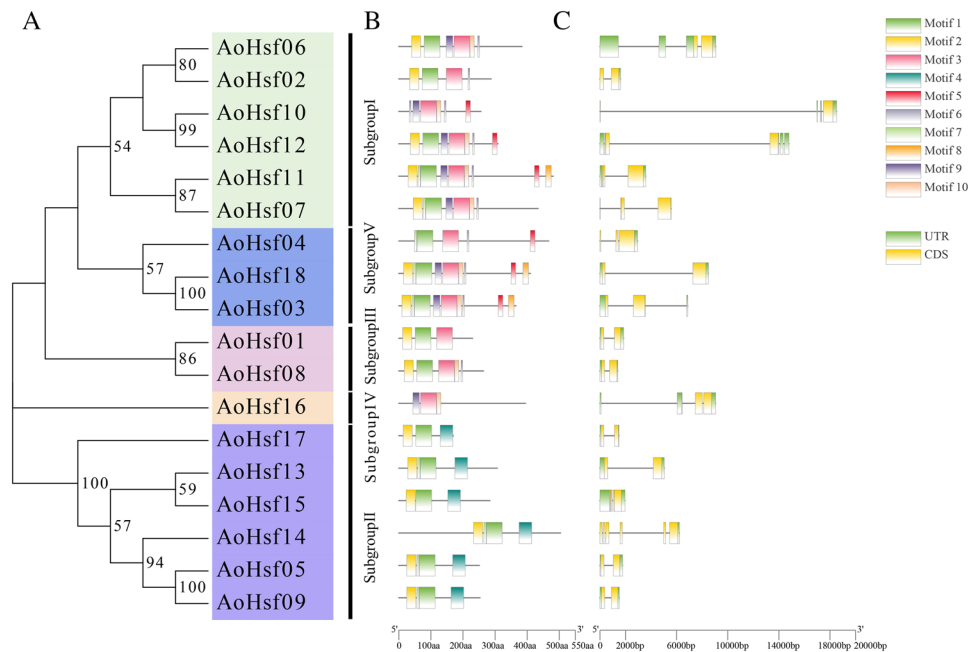 A
B
C
AoHsf06
AoHsf02
AoHsf10
AoHsf12
AoHsf11
AoHsf07
AoHsf04
AoHsf18
AoHsf03
AoHsf01
AoHsf08
AoHsf16
AoHsf17
AoHsf13
AoHsf15
AoHsf14
AoHsf05
AoHsf09
80
99
54
87
57
100
86
100
59
57
94
100
SubgroupI
SubgroupV
SubgroupIII
SubgroupIV
SubgroupII
Motif 1
Motif 2
Motif 3
Motif 4
Motif 5
Motif 6
Motif 7
Motif 8
Motif 9
Motif 10
UTR
CDS
5' 3'
0 100aa 200aa 300aa 400aa 500aa 550aa
5' 3'
0 2000bp 6000bp 10000bp 14000bp 18000bp 20000bp